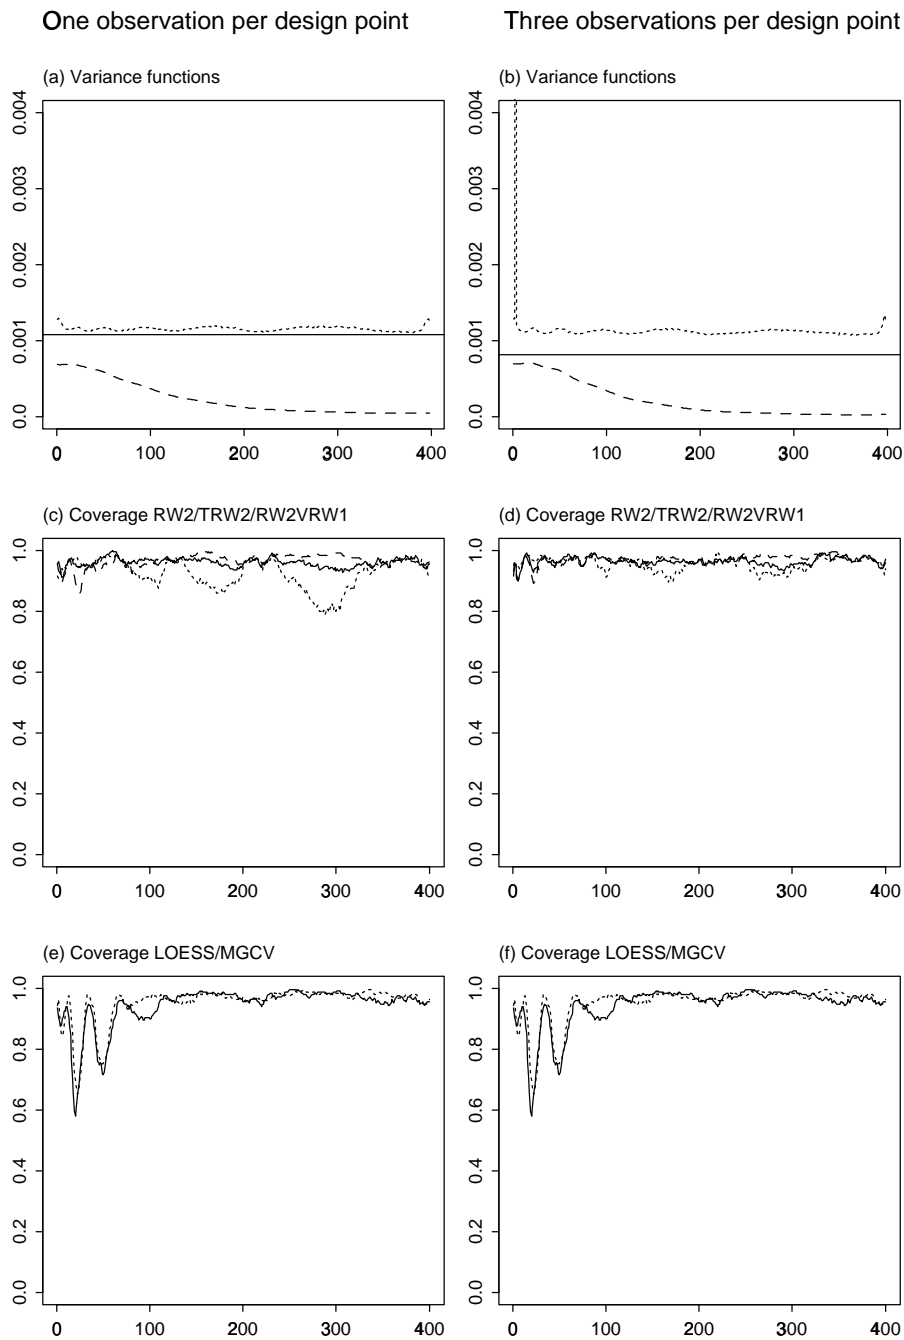 One observation per design point
Three observations per design point
(a) Variance functions
0.004
0.003
0.002
0.001
0.0
0 100 200 300 400
(b) Variance functions
0.004
0.003
0.002
0.001
0.0
0 100 200 300 400
(c) Coverage RW2/TRW2/RW2VRW1
1.0
0.8
0.6
0.4
0.2
0.0
0 100 200 300 400
(d) Coverage RW2/TRW2/RW2VRW1
1.0
0.8
0.6
0.4
0.2
0.0
0 100 200 300 400
(e) Coverage LOESS/MGCV
1.0
0.8
0.6
0.4
0.2
0.0
0 100 200 300 400
(f) Coverage LOESS/MGCV
1.0
0.8
0.6
0.4
0.2
0.0
0 100 200 300 400